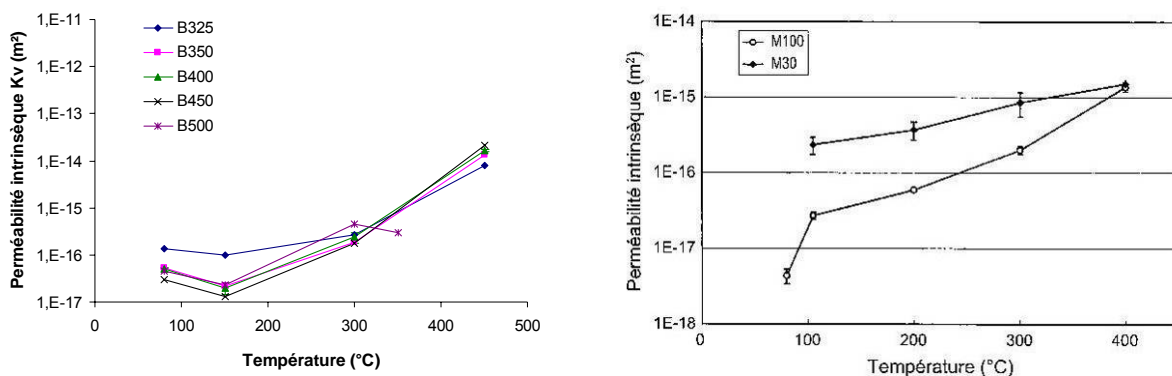 Perméabilité intrinsèque Kv (m²)
1,E-11
1,E-12
1,E-13
1,E-14
1,E-15
1,E-16
1,E-17
B325
B350
B400
B450
B500
0 100 200 300 400 500
Température (°C)
Perméabilité intrinsèque (m²)
1E-14
1E-15
1E-16
1E-17
1E-18
M100
M30
0 100 200 300 400
Température (°C)